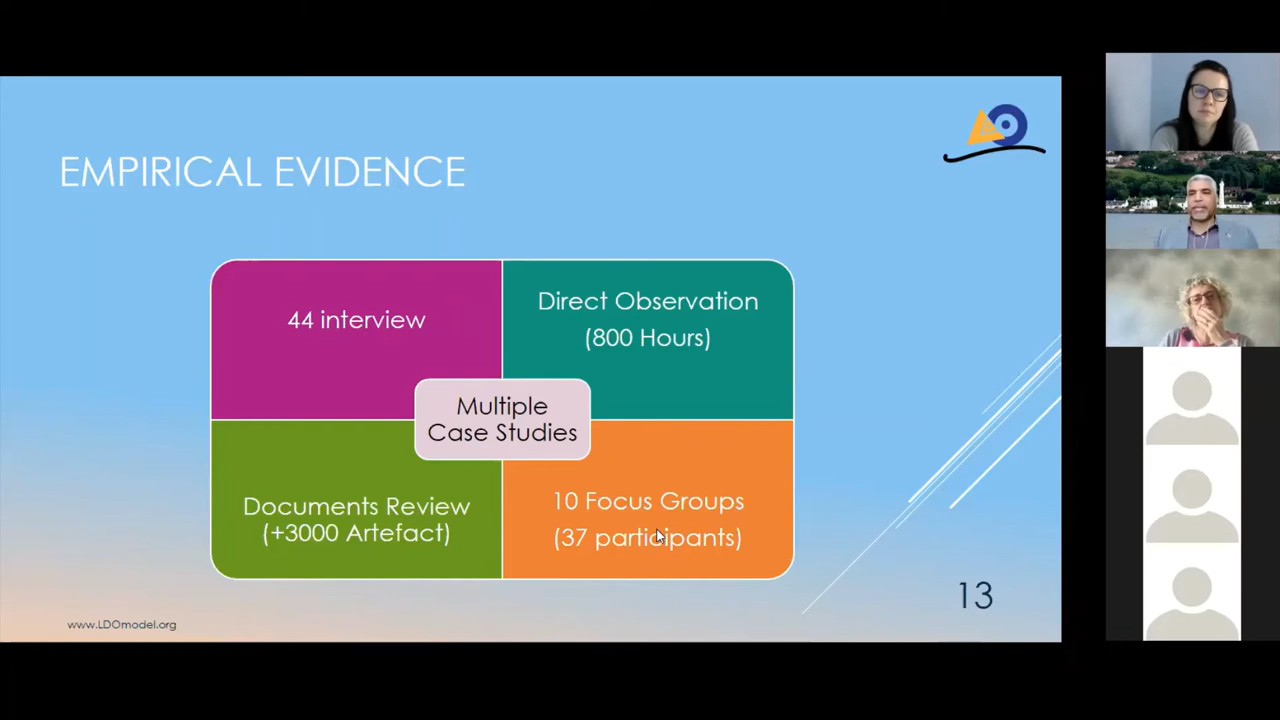 EMPIRICAL EVIDENCE
44 interview
Direct Observation
(800 Hours)
Multiple
Case Studies
Documents Review
(+3000 Artefact)
10 Focus Groups
(37 participants)
13
www.LDOmodel.org